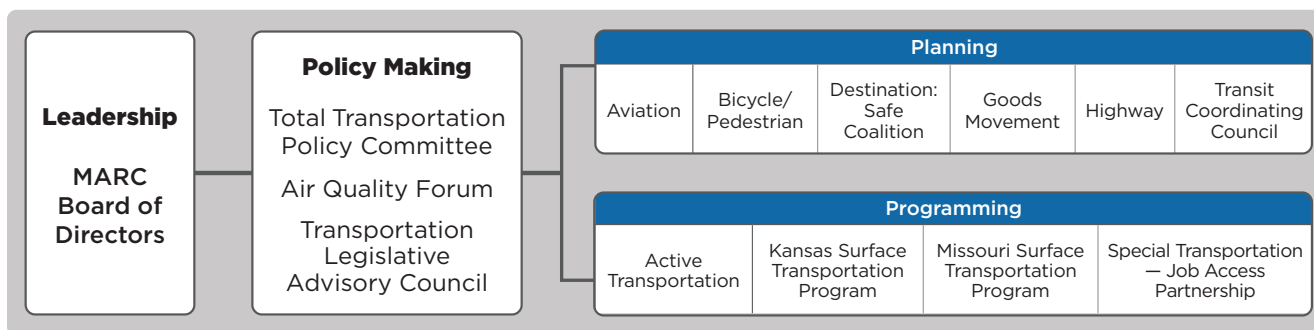 Leadership
MARC
Board of
Directors
Policy Making
Total Transportation
Policy Committee
Air Quality Forum
Transportation
Legislative
Advisory Council
Planning
Aviation
Bicycle/
Pedestrian
Destination:
Safe
Coalition
Goods
Movement
Highway
Transit
Coordinating
Council
Programming
Active
Transportation
Kansas Surface
Transportation
Program
Missouri Surface
Transportation
Program
Special Transportation
— Job Access
Partnership